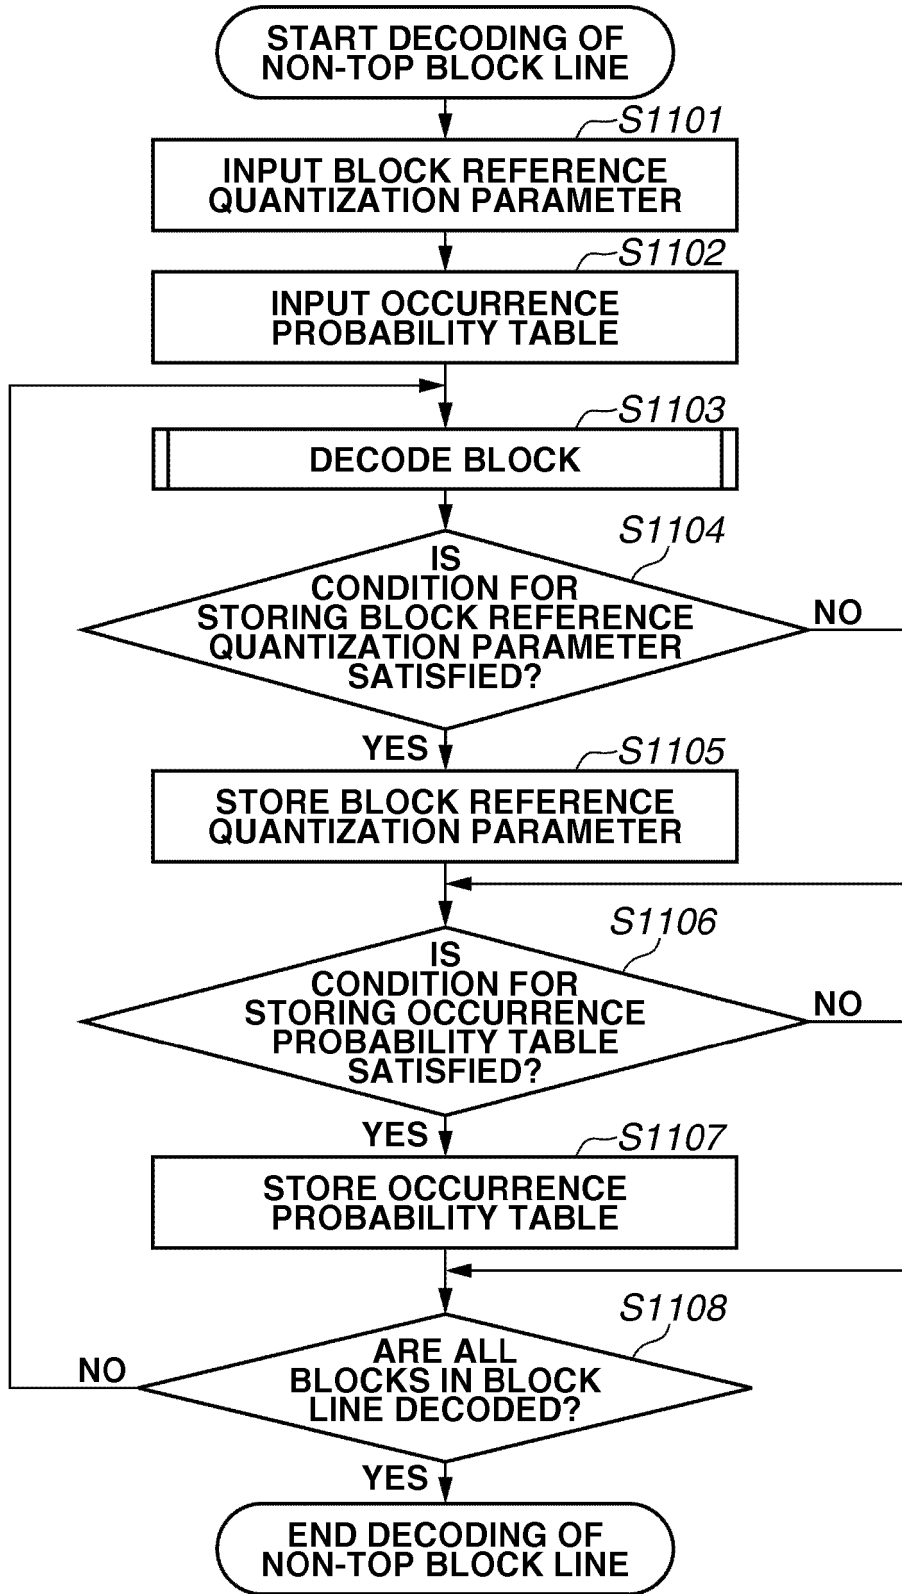 START DECODING OF
NON-TOP BLOCK LINE
S1101
INPUT BLOCK REFERENCE
QUANTIZATION PARAMETER
S1102
INPUT OCCURRENCE
PROBABILITY TABLE
S1103
DECODE BLOCK
S1104
IS
CONDITION FOR
STORING BLOCK REFERENCE
QUANTIZATION PARAMETER
SATISFIED?
NO
YES
S1105
STORE BLOCK REFERENCE
QUANTIZATION PARAMETER
S1106
IS
CONDITION FOR
STORING OCCURRENCE
PROBABILITY TABLE
SATISFIED?
NO
YES
S1107
STORE OCCURRENCE
PROBABILITY TABLE
S1108
ARE ALL
BLOCKS IN BLOCK
LINE DECODED?
NO
YES
END DECODING OF
NON-TOP BLOCK LINE